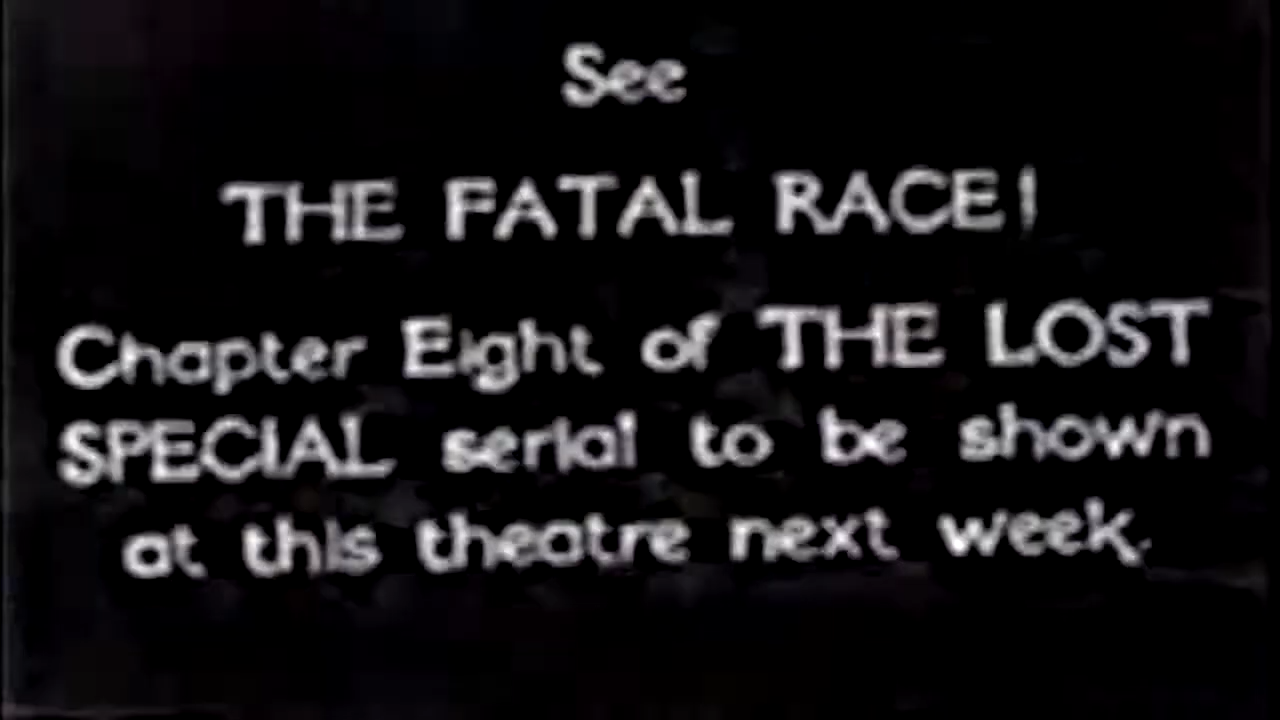 See
THE FATAL RACE!
Chapter Eight of THE LOST
SPECIAL serial to be shown
at this theatre next week.